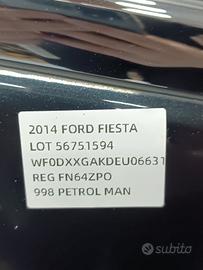 2014 FORD FIESTA
LOT 56751594
WF0DXXGAKDEU06631
REG FN64ZPO
998 PETROL MAN
subito